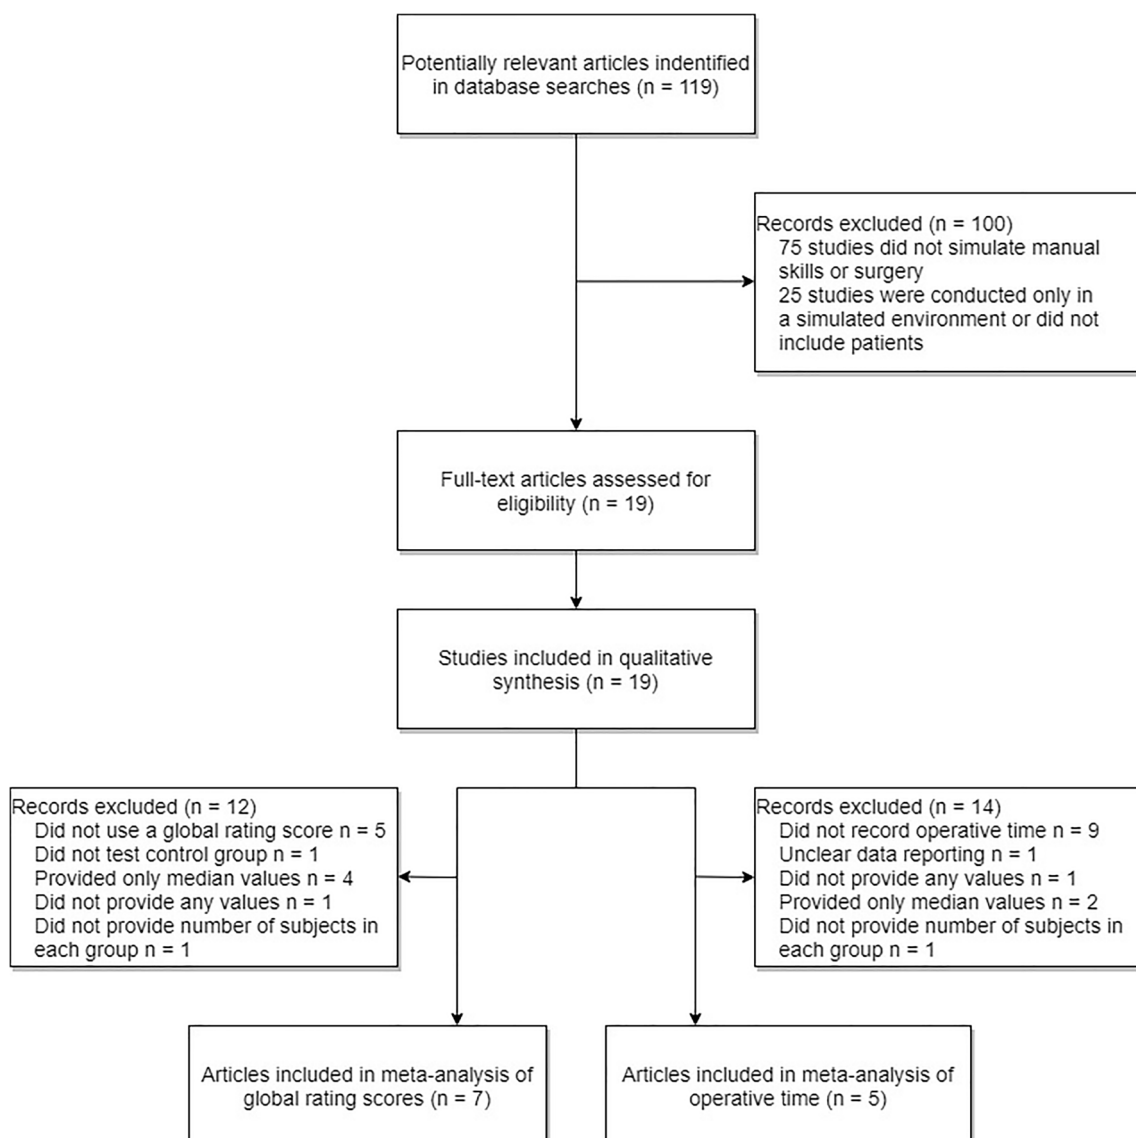 Potentially relevant articles indentified
in database searches (n = 119)
Records excluded (n = 100)
75 studies did not simulate manual
skills or surgery
25 studies were conducted only in
a simulated environment or did not
include patients
Full-text articles assessed for
eligibility (n = 19)
Studies included in qualitative
synthesis (n = 19)
Records excluded (n = 12)
Did not use a global rating score n = 5
Did not test control group n = 1
Provided only median values n = 4
Did not provide any values n = 1
Did not provide number of subjects in
each group n = 1
Records excluded (n = 14)
Did not record operative time n = 9
Unclear data reporting n = 1
Did not provide any values n = 1
Provided only median values n = 2
Did not provide number of subjects in
each group n = 1
Articles included in meta-analysis of
global rating scores (n = 7)
Articles included in meta-analysis of
operative time (n = 5)